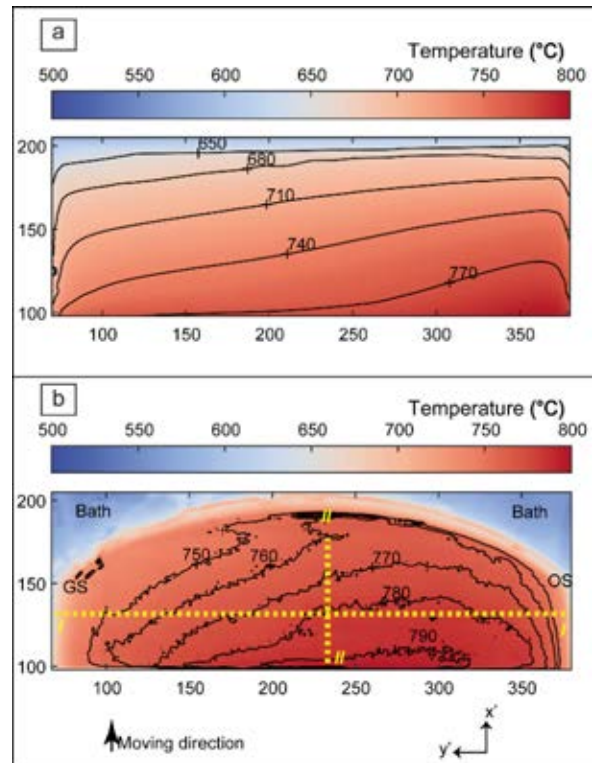 a
Temperature (°C)
500 550 600 650 700 750 800
200
150
100
650
680
710
740
770
100 150 200 250 300 350
b
Temperature (°C)
500 550 600 650 700 750 800
200
150
100
Bath Bath
GS OS
II
750 760 770
780
790
I I
II
100 150 200 250 300 350
Moving direction
x'
y'